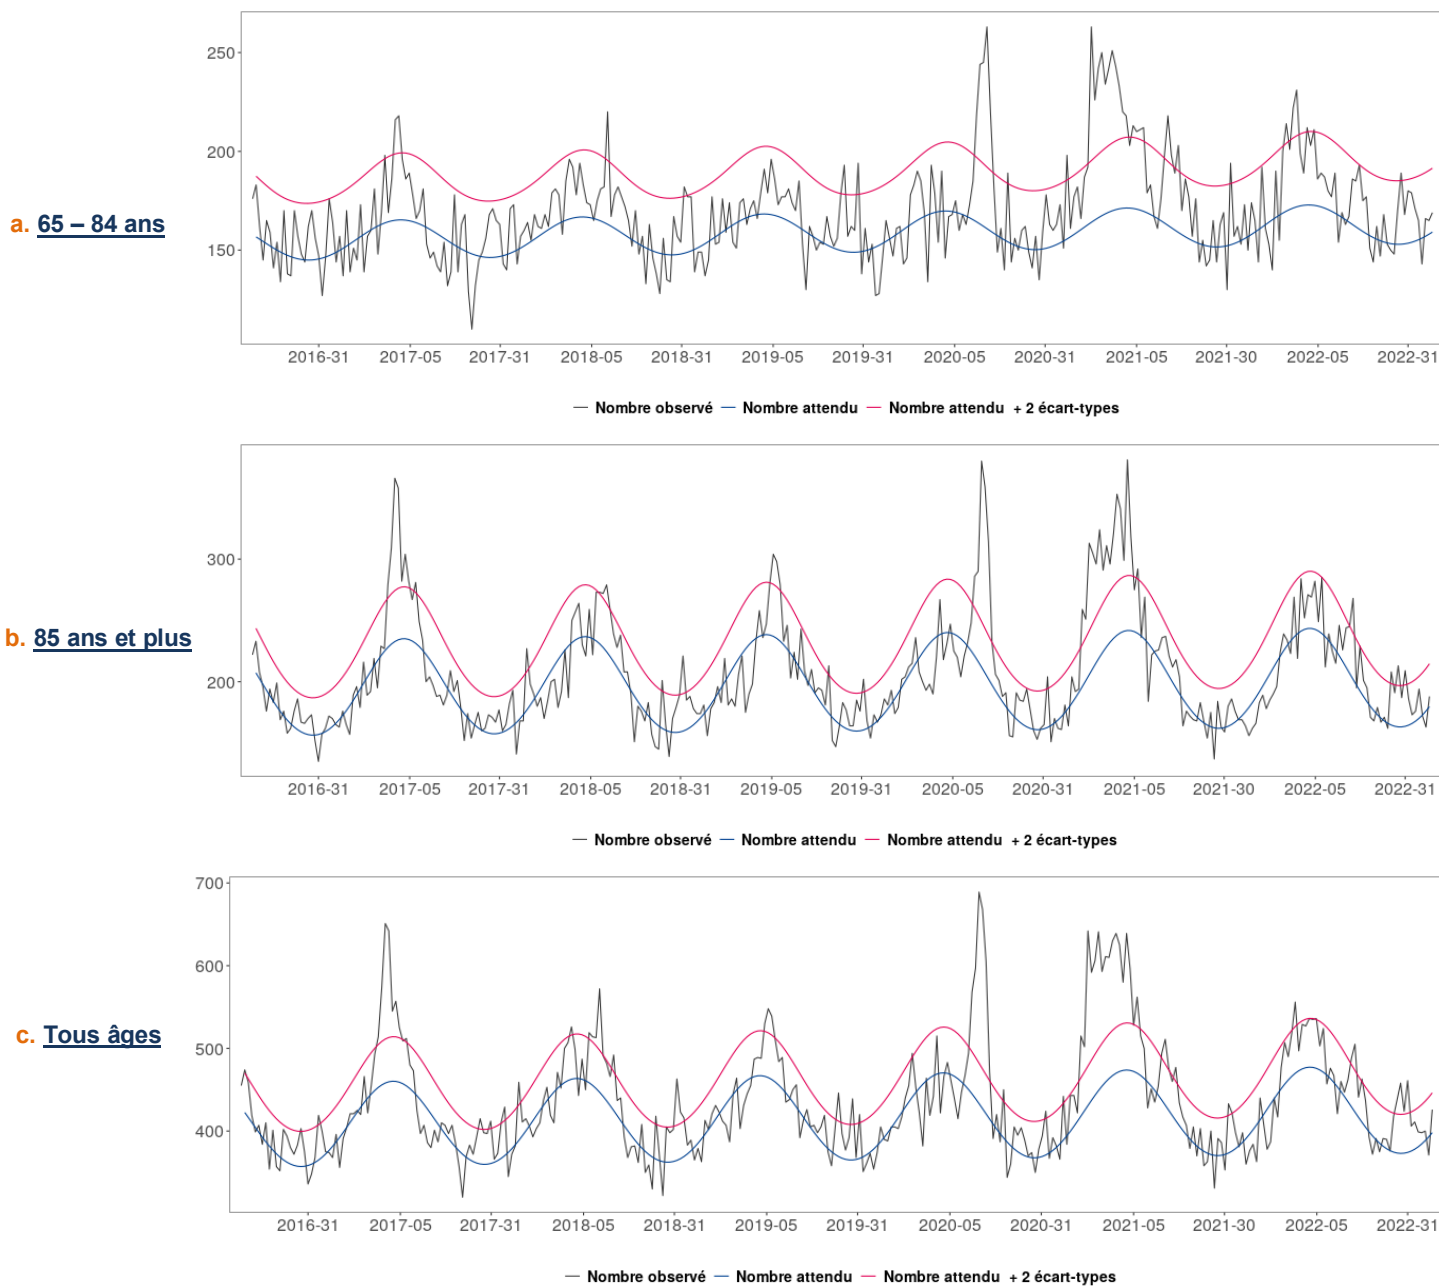 250
200
150
a. 65 – 84 ans
2016-31 2017-05 2017-31 2018-05 2018-31 2019-05 2019-31 2020-05 2020-31 2021-05 2021-30 2022-05 2022-31
Nombre observé Nombre attendu Nombre attendu + 2 écart-types
300
200
b. 85 ans et plus
2016-31 2017-05 2017-31 2018-05 2018-31 2019-05 2019-31 2020-05 2020-31 2021-05 2021-30 2022-05 2022-31
Nombre observé Nombre attendu Nombre attendu + 2 écart-types
700
600
500
400
c. Tous âges
2016-31 2017-05 2017-31 2018-05 2018-31 2019-05 2019-31 2020-05 2020-31 2021-05 2021-30 2022-05 2022-31
Nombre observé Nombre attendu Nombre attendu + 2 écart-types